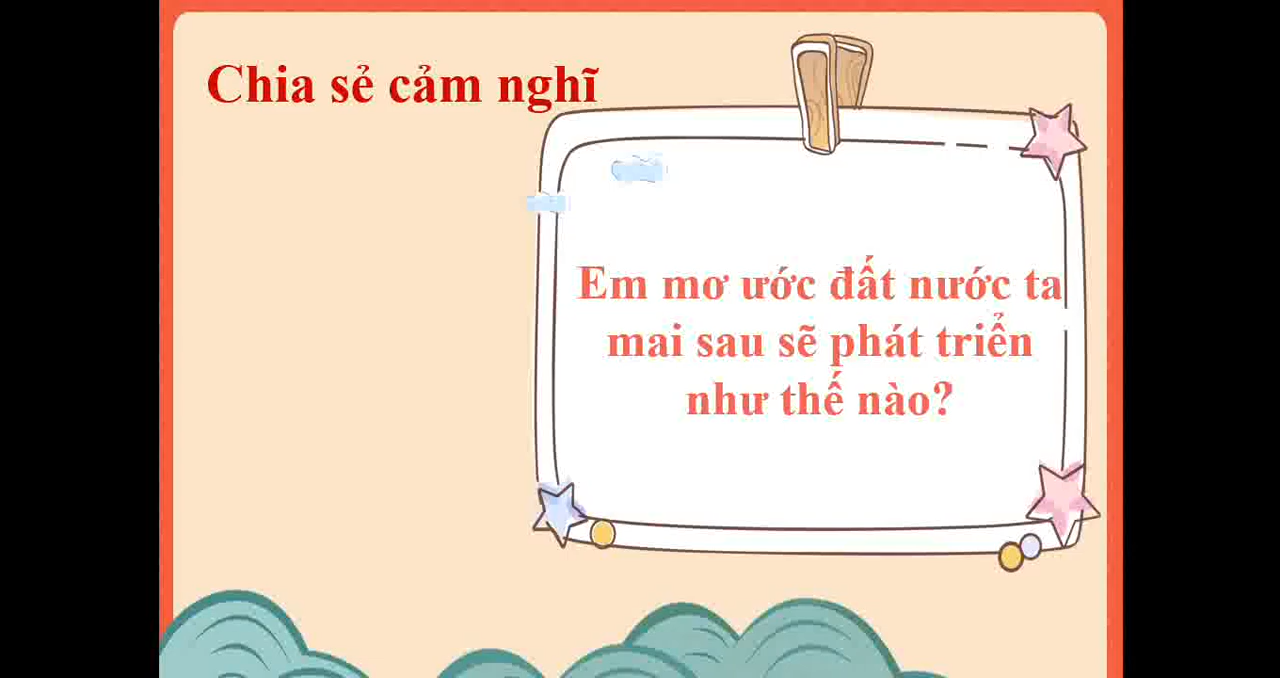 Chia sẻ cảm nghĩ
Em mơ ước đất nước ta
mai sau sẽ phát triển
như thế nào?